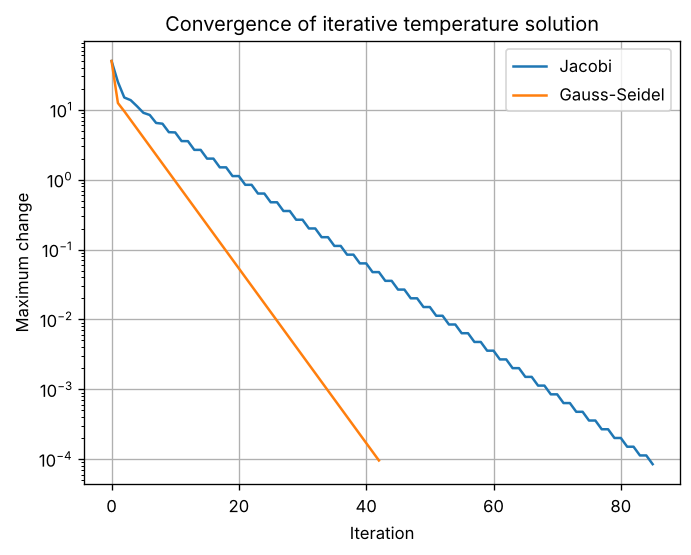 Convergence of iterative temperature solution
Jacobi
Gauss-Seidel
Maximum change
10¹
10⁰
10⁻¹
10⁻²
10⁻³
10⁻⁴
0 20 40 60 80
Iteration